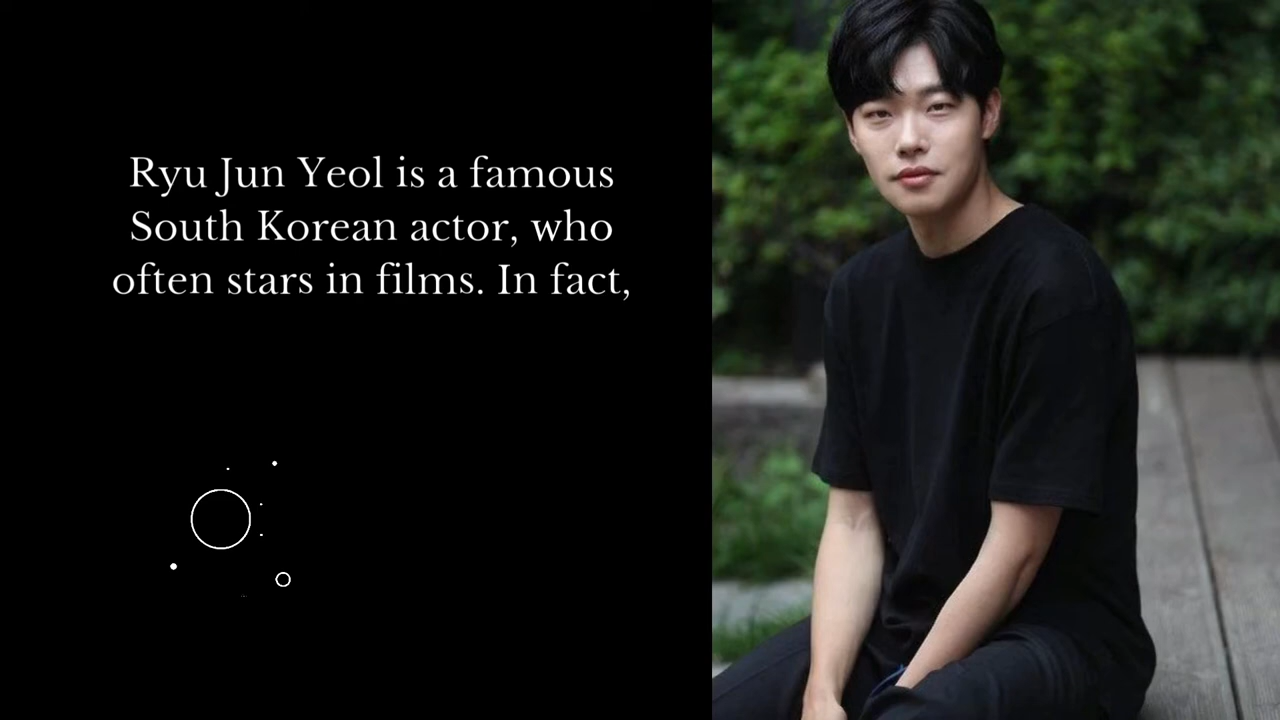 Ryu Jun Yeol is a famous
South Korean actor, who
often stars in films. In fact,